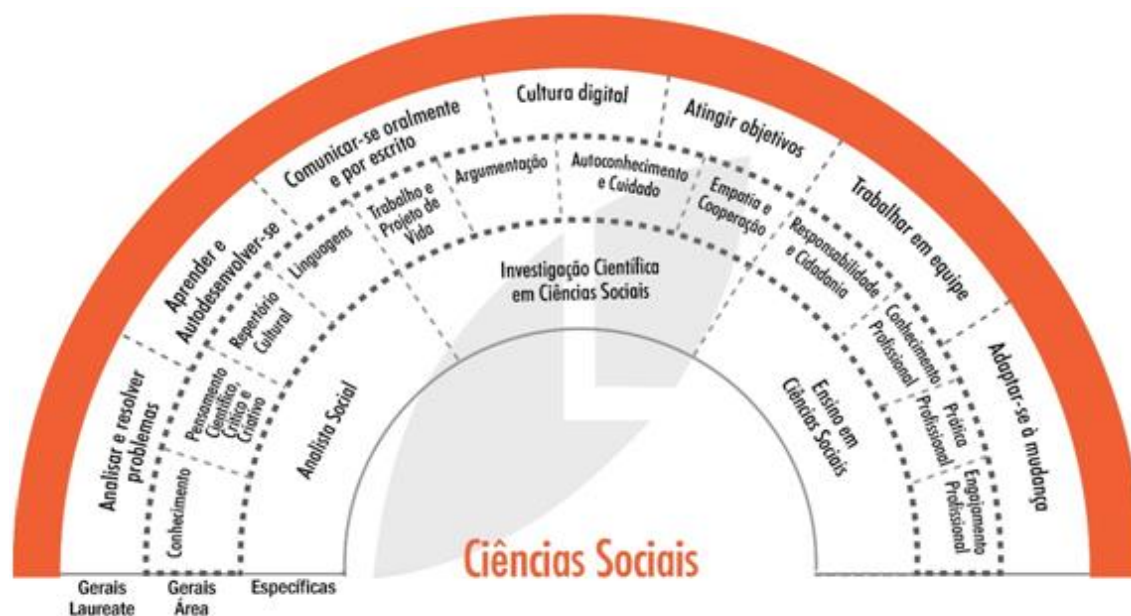 Analisar e resolver
problemas
Aprender e
Autodesenvolver-se
Comunicar-se oralmente
e por escrito
Cultura digital
Atingir objetivos
Trabalhar em equipe
Adaptar-se à mudança
Conhecimento
Pensamento
Científico,
Crítico e
Criativo
Repertório
Cultural
Linguagens
Trabalho e
Projeto de
Vida
Argumentação
Autoconhecimento
e Cuidado
Empatia e
Cooperação
Responsabilidade
e Cidadania
Conhecimento
Profissional
Prática
Profissional
Engajamento
Profissional
Analista Social
Investigação Científica
em Ciências Sociais
Ensino em
Ciências Sociais
Ciências Sociais
Gerais
Laureate
Gerais
Área
Específicas